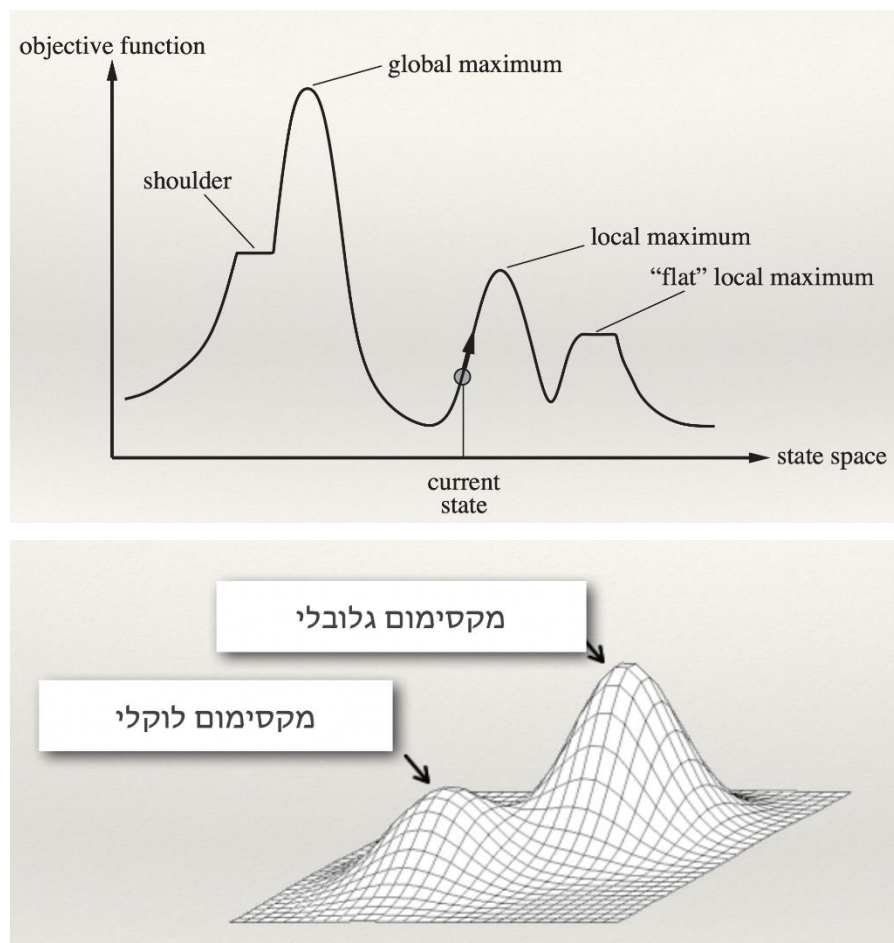 objective function
global maximum
shoulder
local maximum
“flat” local maximum
state space
current
state
מקסימום גלובלי
מקסימום לוקלי